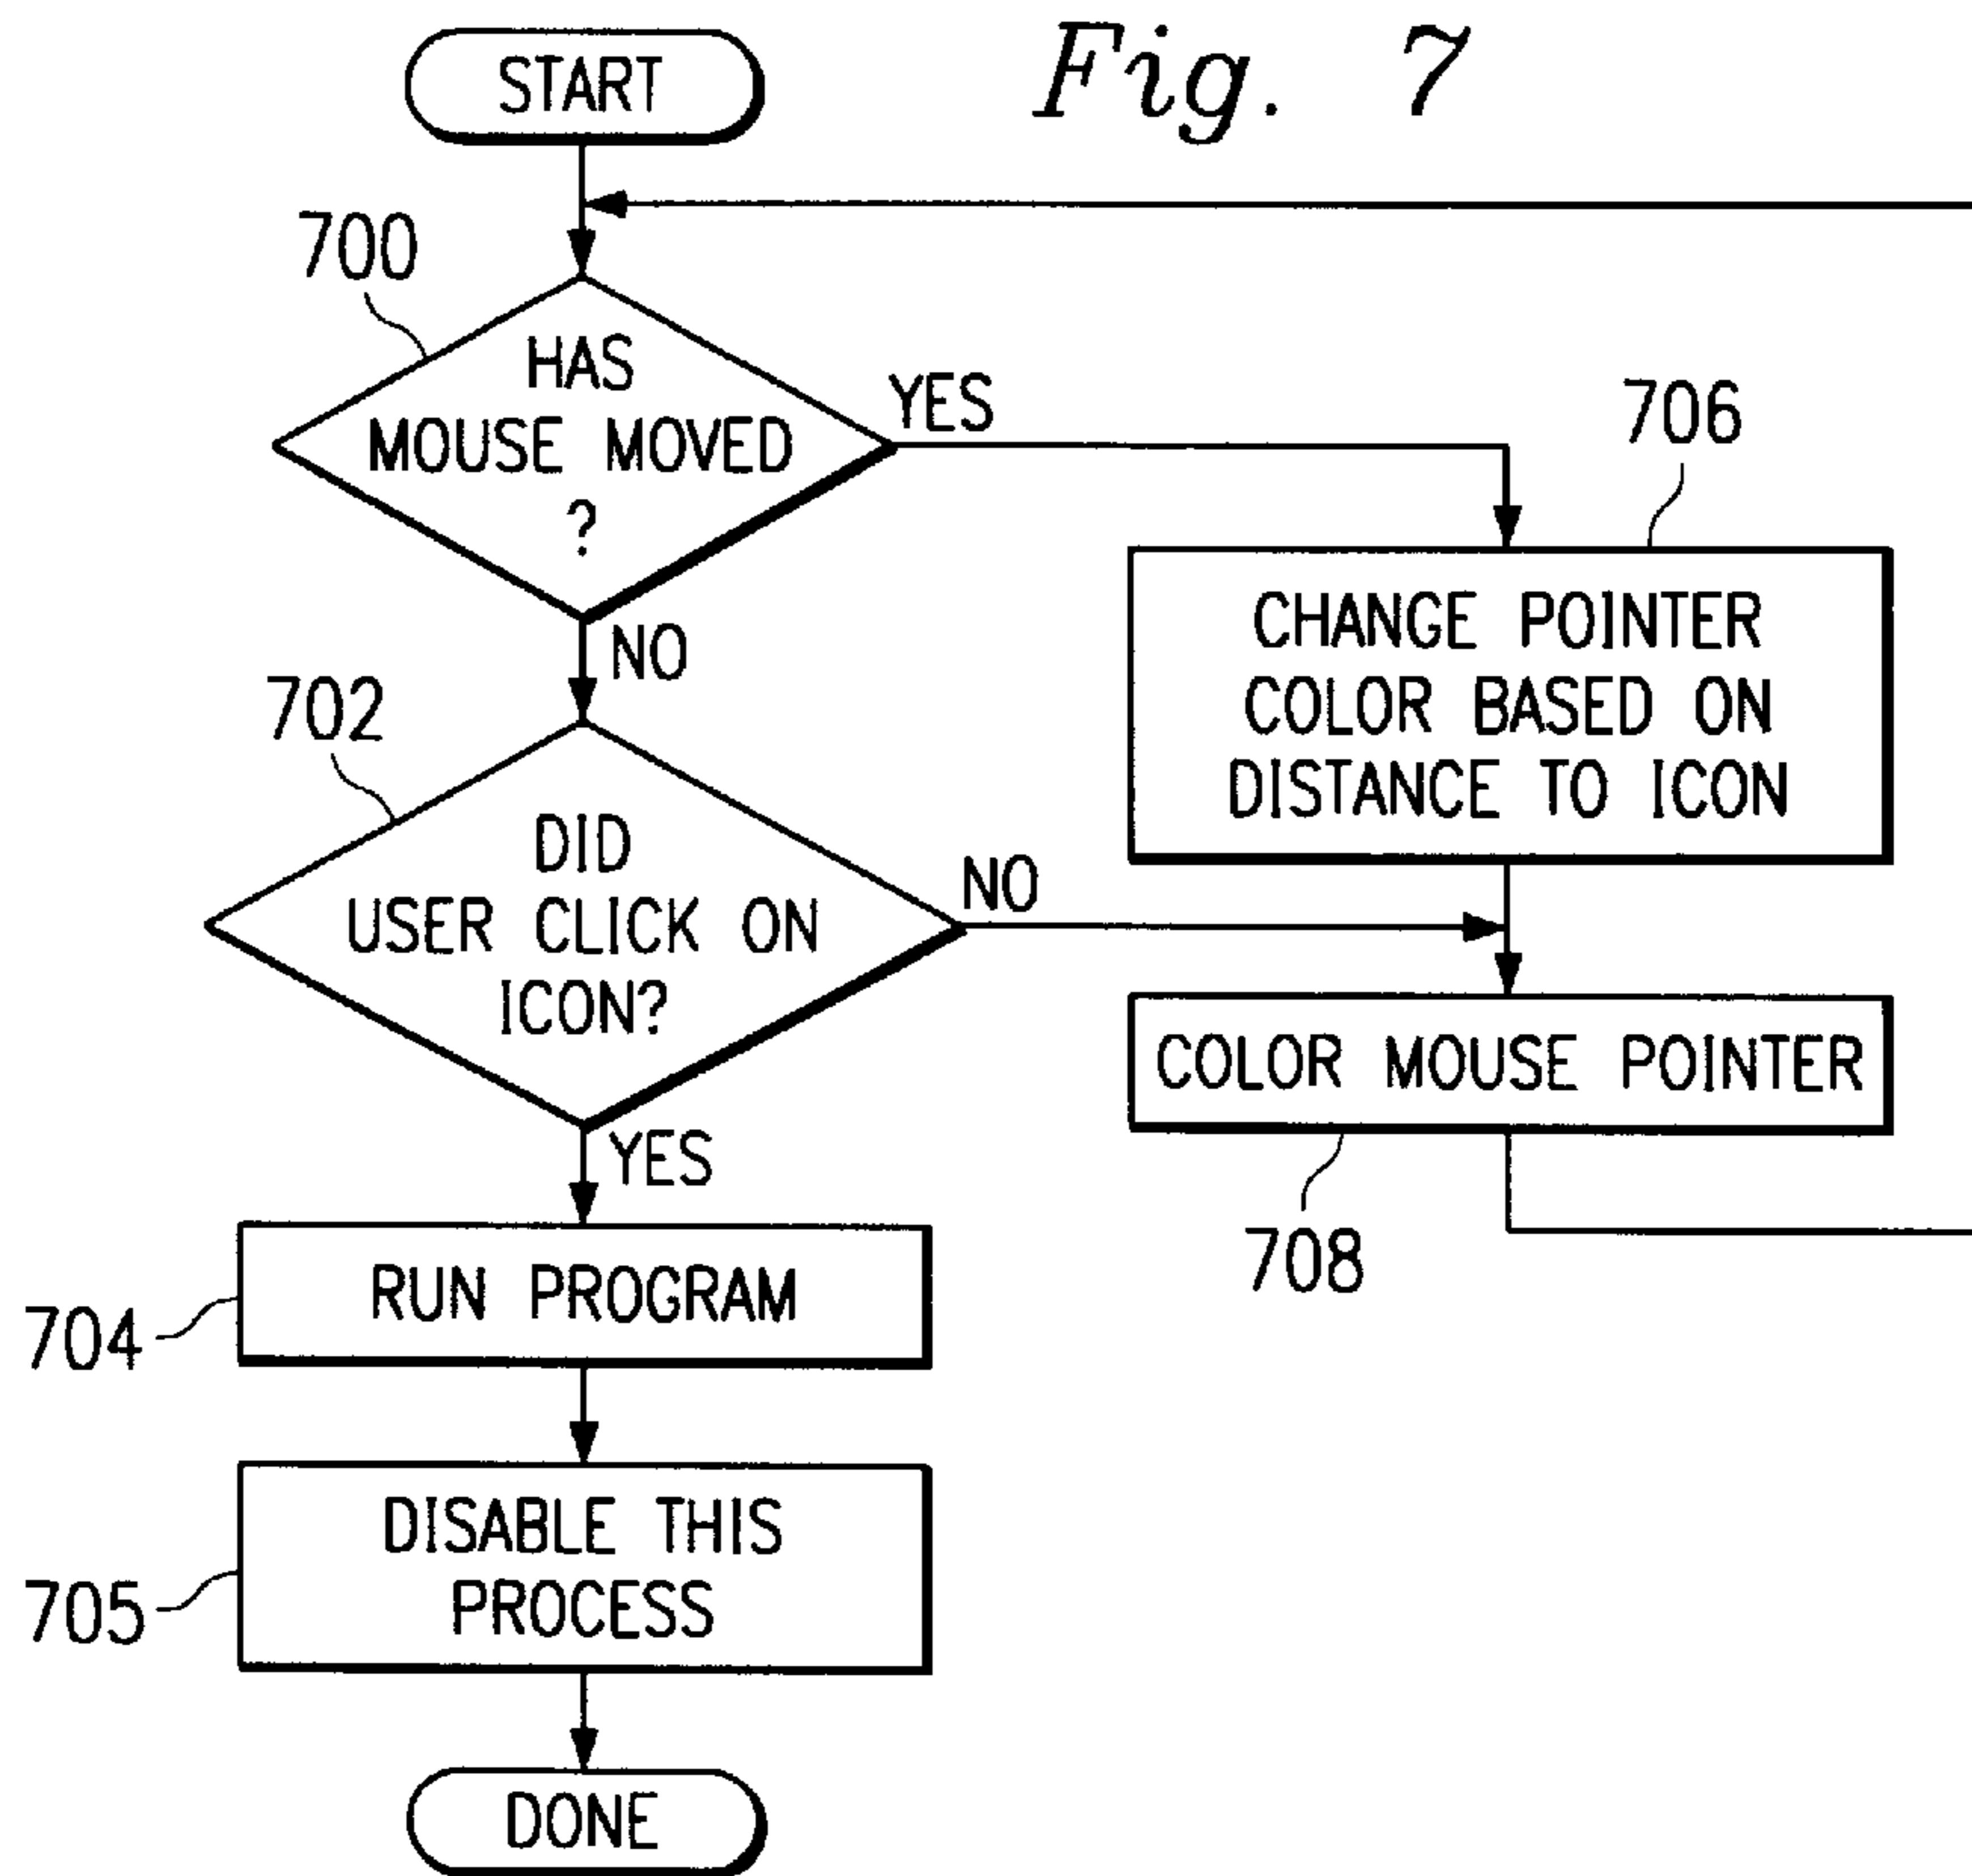 Fig. 7
START
700
HAS
MOUSE MOVED
?
YES
NO
706
CHANGE POINTER
COLOR BASED ON
DISTANCE TO ICON
702
DID
USER CLICK ON
ICON?
NO
YES
COLOR MOUSE POINTER
708
704
RUN PROGRAM
705
DISABLE THIS
PROCESS
DONE